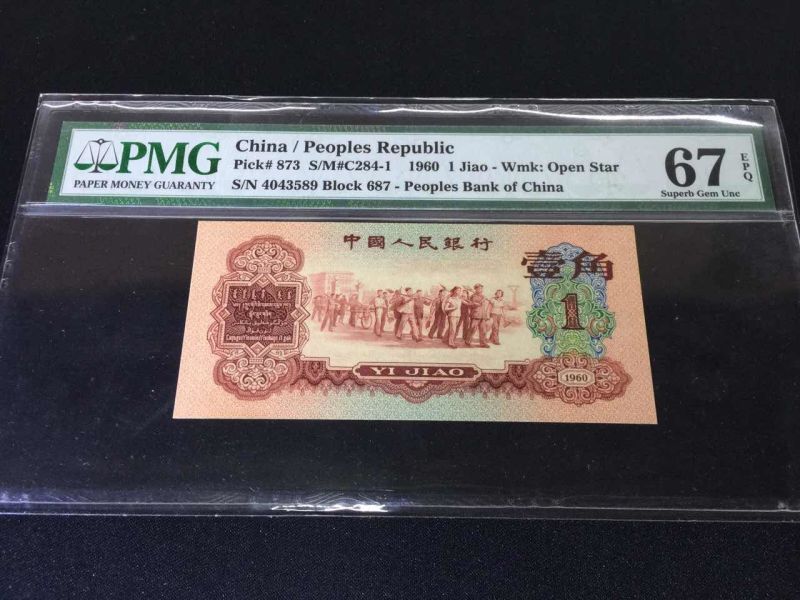 PMG
PAPER MONEY GUARANTY
China / Peoples Republic
Pick# 873 S/M#C284-1 1960 1 Jiao - Wmk: Open Star
S/N 4043589 Block 687 - Peoples Bank of China
67
EPQ
Superb Gem Unc
中國人民銀行
壹角
1
YI JIAO
1960